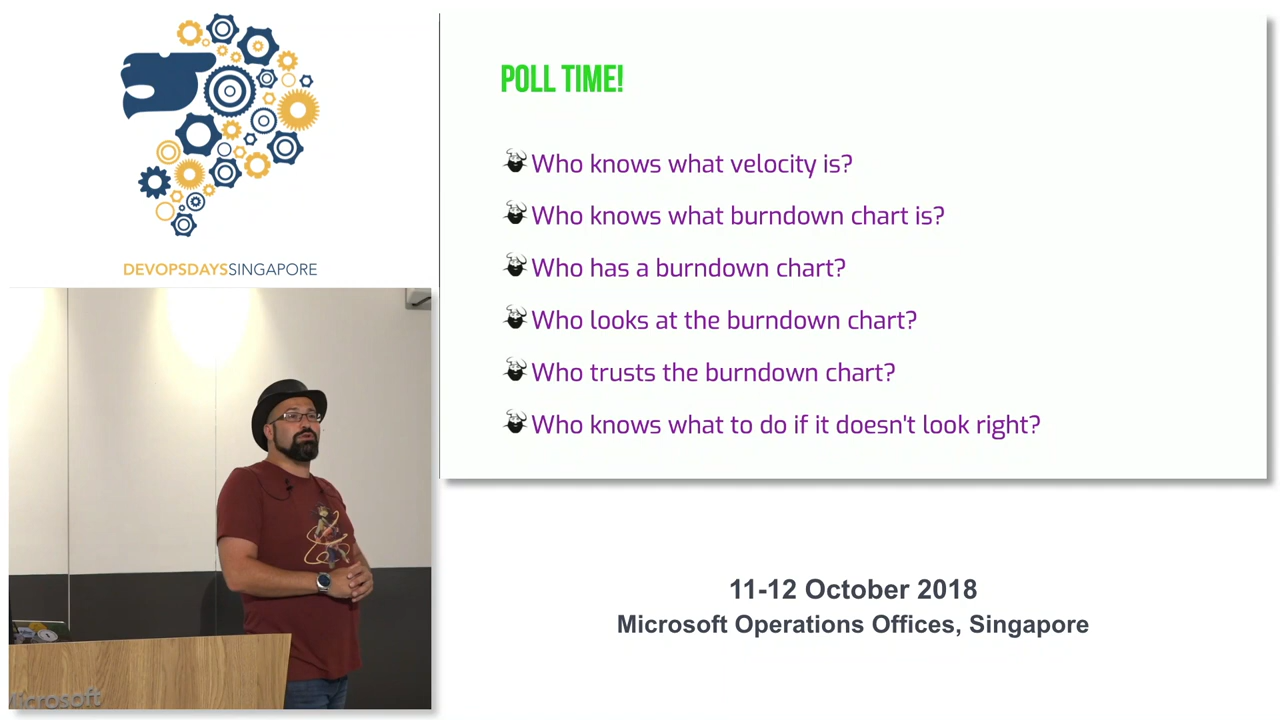 DEVOPSDAYSSINGAPORE
POLL TIME!
Who knows what velocity is?
Who knows what burndown chart is?
Who has a burndown chart?
Who looks at the burndown chart?
Who trusts the burndown chart?
Who knows what to do if it doesn't look right?
11-12 October 2018
Microsoft Operations Offices, Singapore
Microsoft